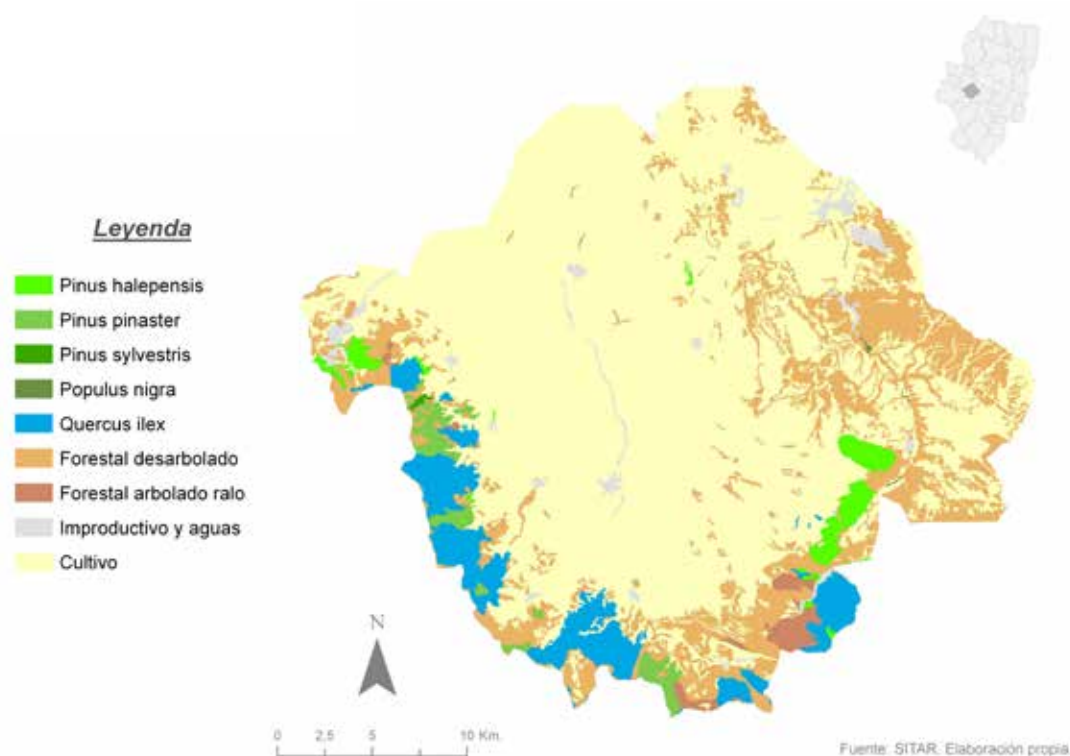 Leyenda
Pinus halepensis
Pinus pinaster
Pinus sylvestris
Populus nigra
Quercus ilex
Forestal desarbolado
Forestal arbolado ralo
Improductivo y aguas
Cultivo
N
0 2,5 5 10 Km.
Fuente: SITAR. Elaboración propia